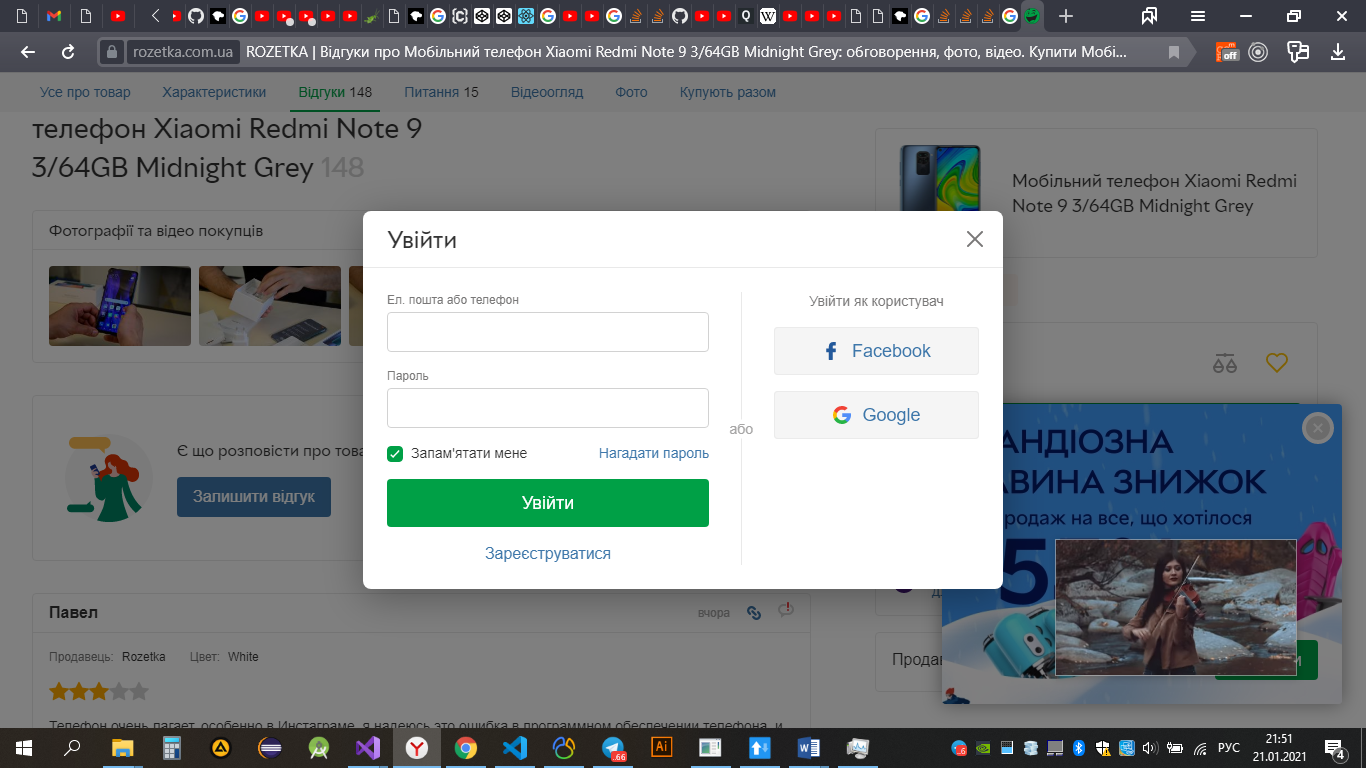 rozetka.com.ua ROZETKA | Відгуки про Мобільний телефон Xiaomi Redmi Note 9 3/64GB Midnight Grey: обговорення, фото, відео. Купити Мобі...
off
Усе про товар Характеристики Відгуки 148 Питання 15 Відеоогляд Фото Купують разом
телефон Xiaomi Redmi Note 9
3/64GB Midnight Grey 148
Мобільний телефон Xiaomi Redmi
Note 9 3/64GB Midnight Grey
Фотографії та відео покупців
Увійти
Ел. пошта або телефон
Пароль
Запам'ятати мене Нагадати пароль
Увійти
Зареєструватися
або
Увійти як користувач
Facebook
Google
Є що розповісти про това
Залишити відгук
АНДІОЗНА
АВИНА ЗНИЖОК
родаж на все, що хотілося
5
Павел вчора
Продавець: Rozetka Цвет: White
Телефон очень лагает, особенно в Инстаграме, я надеюсь это ошибка в программном обеспечении телефона, и
Продав
.66
Ai
РУС
21:51
21.01.2021
4